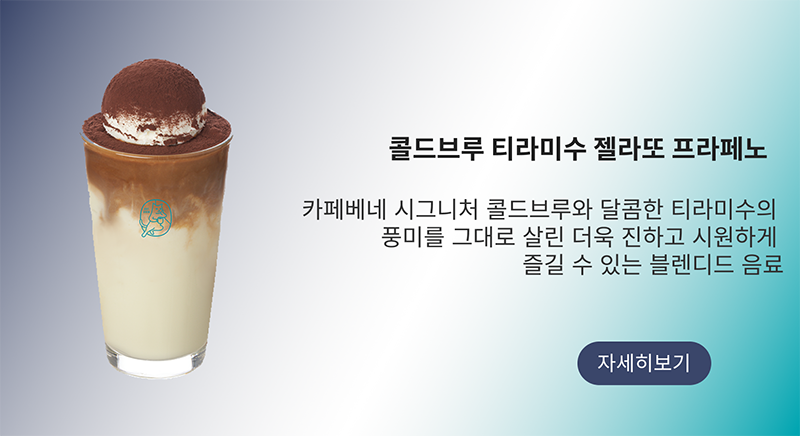 콜드브루 티라미수 젤라또 프라페노
카페베네 시그니처 콜드브루와 달콤한 티라미수의
풍미를 그대로 살린 더욱 진하고 시원하게
즐길 수 있는 블렌디드 음료
자세히보기